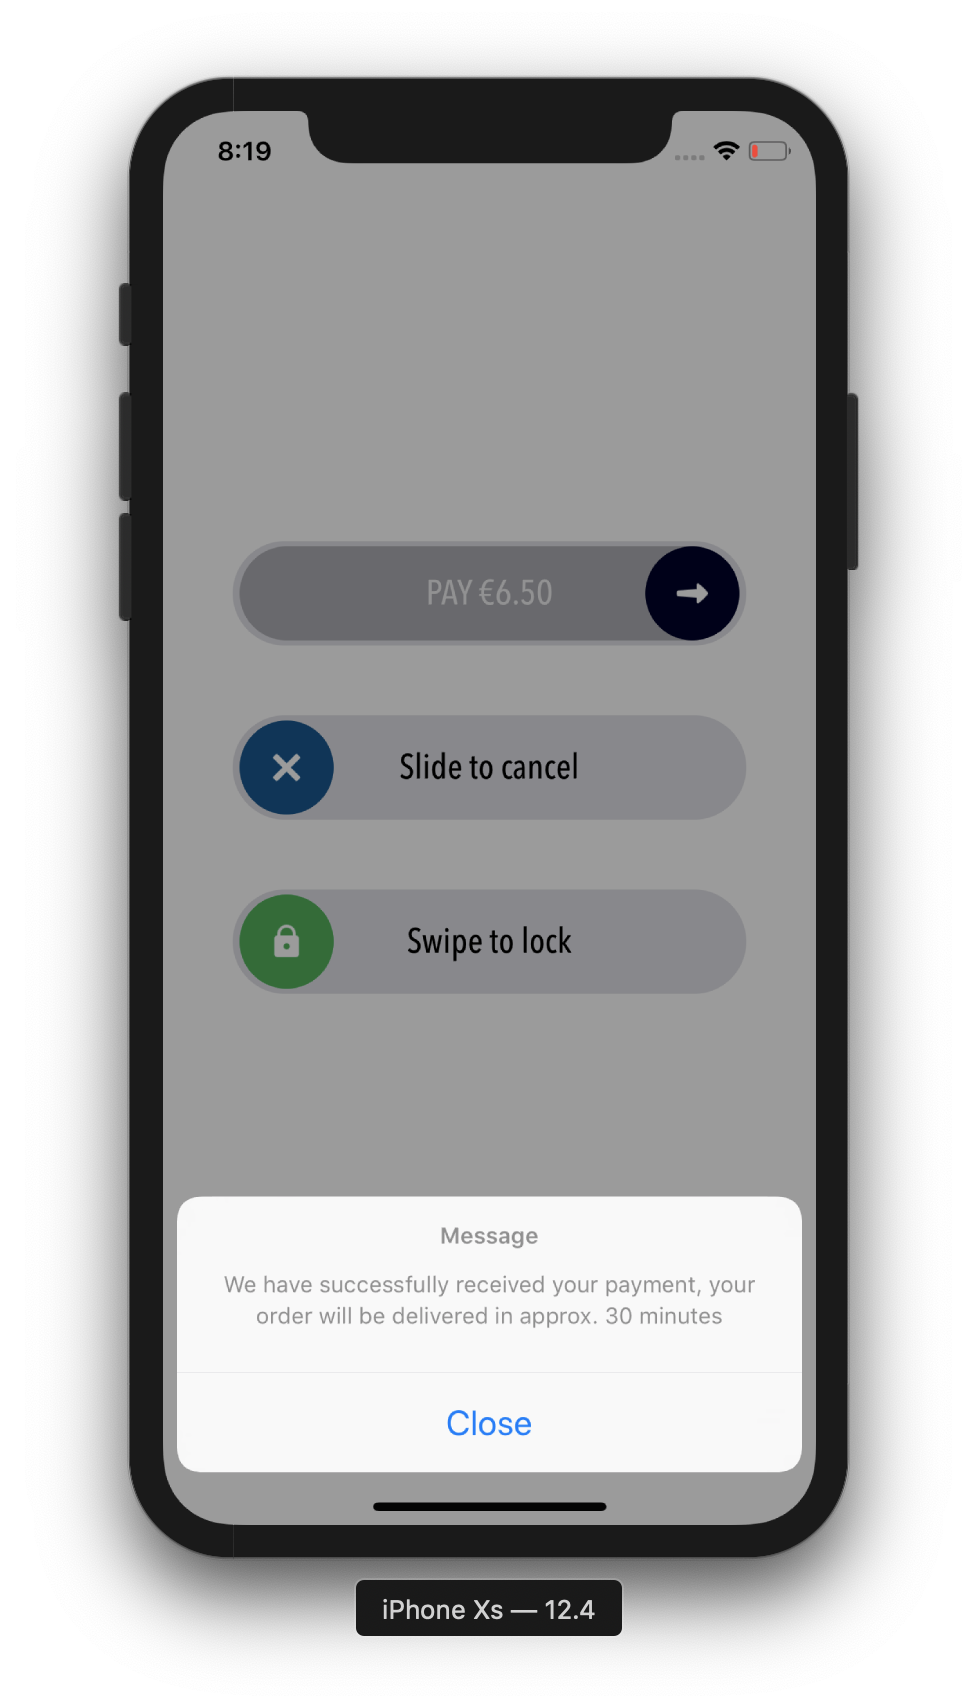 8:19
PAY €6.50
Slide to cancel
Swipe to lock
Message
We have successfully received your payment, your
order will be delivered in approx. 30 minutes
Close
iPhone Xs — 12.4